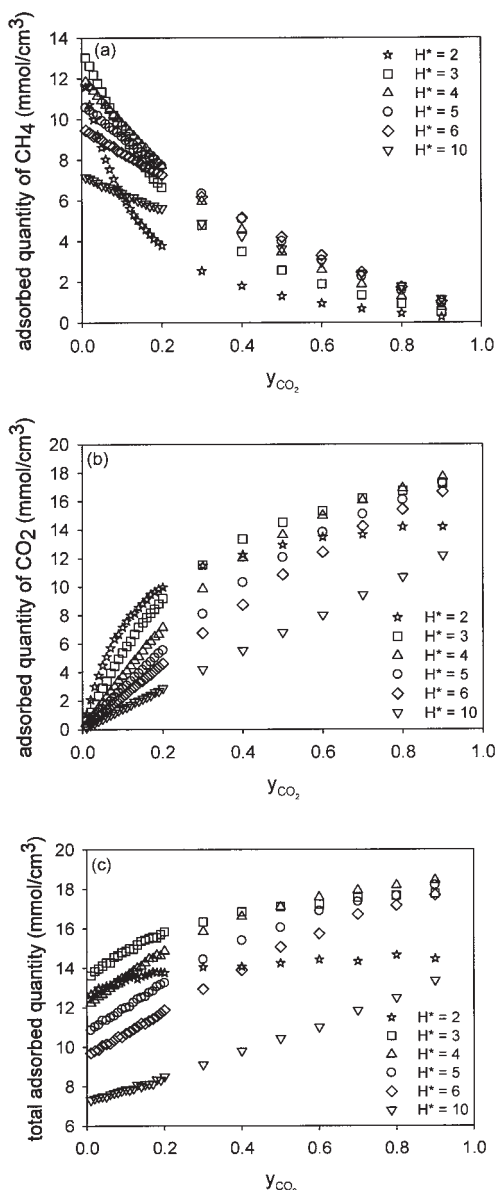 (a)
H* = 2
H* = 3
H* = 4
H* = 5
H* = 6
H* = 10
adsorbed quantity of CH4 (mmol/cm3)
14
12
10
8
6
4
2
0
0.0 0.2 0.4 0.6 0.8 1.0
yCO2
(b)
adsorbed quantity of CO2 (mmol/cm3)
20
18
16
14
12
10
8
6
4
2
0
H* = 2
H* = 3
H* = 4
H* = 5
H* = 6
H* = 10
0.0 0.2 0.4 0.6 0.8 1.0
yCO2
(c)
total adsorbed quantity (mmol/cm3)
20
18
16
14
12
10
8
6
H* = 2
H* = 3
H* = 4
H* = 5
H* = 6
H* = 10
0.0 0.2 0.4 0.6 0.8 1.0
yCO2